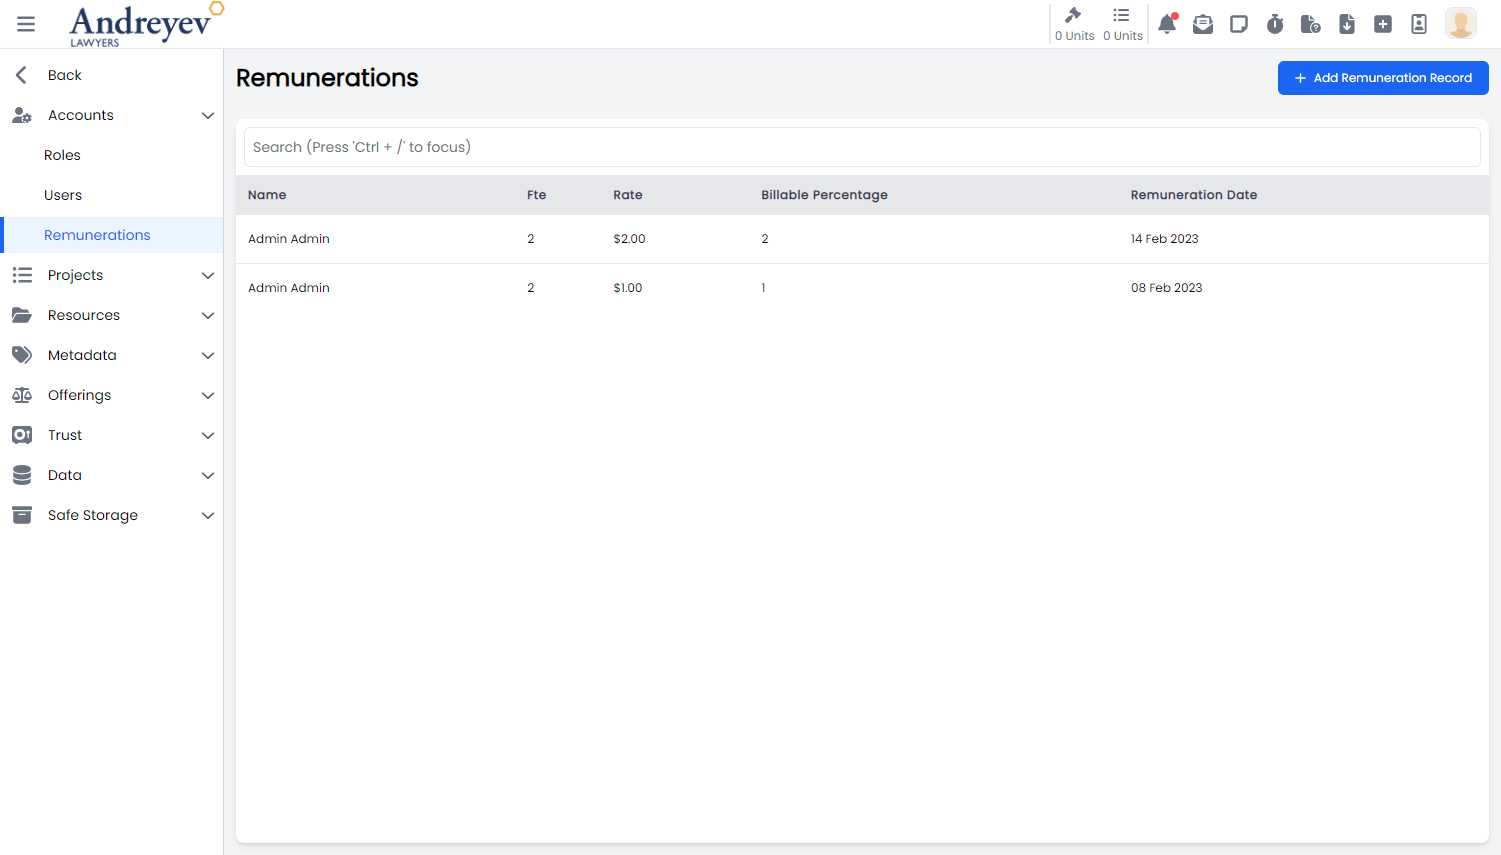 Andreyev
LAWYERS
0 Units
0 Units
Back
Accounts
Roles
Users
Remunerations
Projects
Resources
Metadata
Offerings
Trust
Data
Safe Storage
Remunerations
+ Add Remuneration Record
Search (Press 'Ctrl + /' to focus)
Name Fte Rate Billable Percentage Remuneration Date
Admin Admin 2 $2.00 2 14 Feb 2023
Admin Admin 2 $1.00 1 08 Feb 2023